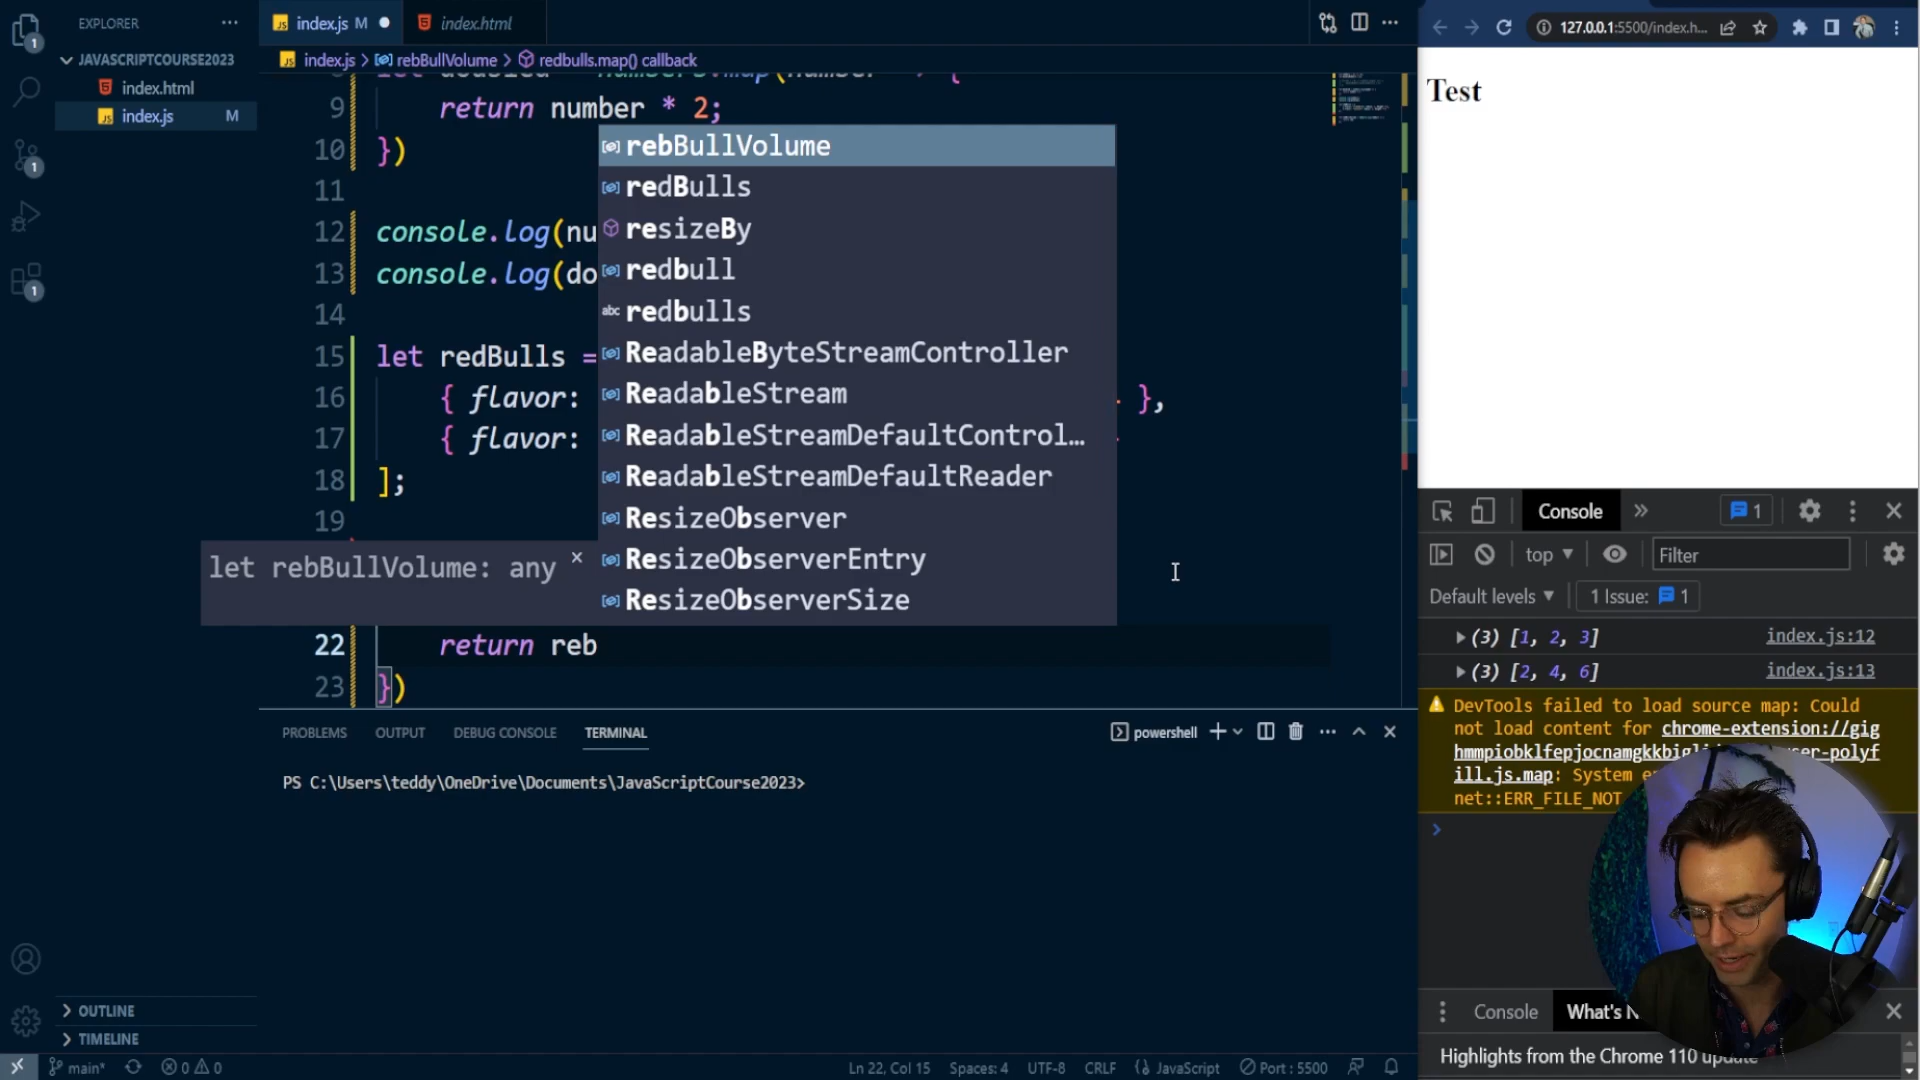 EXPLORER
JAVASCRIPTCOURSE2023
index.html
index.js M
OUTLINE
TIMELINE
index.js M
index.html
index.js > rebBullVolume > redbulls.map() callback
9 return number * 2;
10 })
11
12 console.log(nu
13 console.log(do
14
15 let redBulls =
16 { flavor: },
17 { flavor:
18 ];
19
22 return reb
23 })
rebBullVolume
redBulls
resizeBy
redbull
redbulls
ReadableByteStreamController
ReadableStream
ReadableStreamDefaultControl…
ReadableStreamDefaultReader
ResizeObserver
ResizeObserverEntry
ResizeObserverSize
let rebBullVolume: any
PROBLEMS OUTPUT DEBUG CONSOLE TERMINAL
powershell
PS C:\Users\teddy\OneDrive\Documents\JavaScriptCourse2023>
main* 0 0
Ln 22, Col 15 Spaces: 4 UTF-8 CRLF JavaScript Port : 5500
127.0.0.1:5500/index.h...
Test
Console 1
top Filter
Default levels 1 Issue: 1
(3) [1, 2, 3] index.js:12
(3) [2, 4, 6] index.js:13
DevTools failed to load source map: Could
not load content for chrome-extension://gig
ill.js.map: System
net::ERR_FILE_NOT
Console What's N
Highlights from the Chrome 110 update